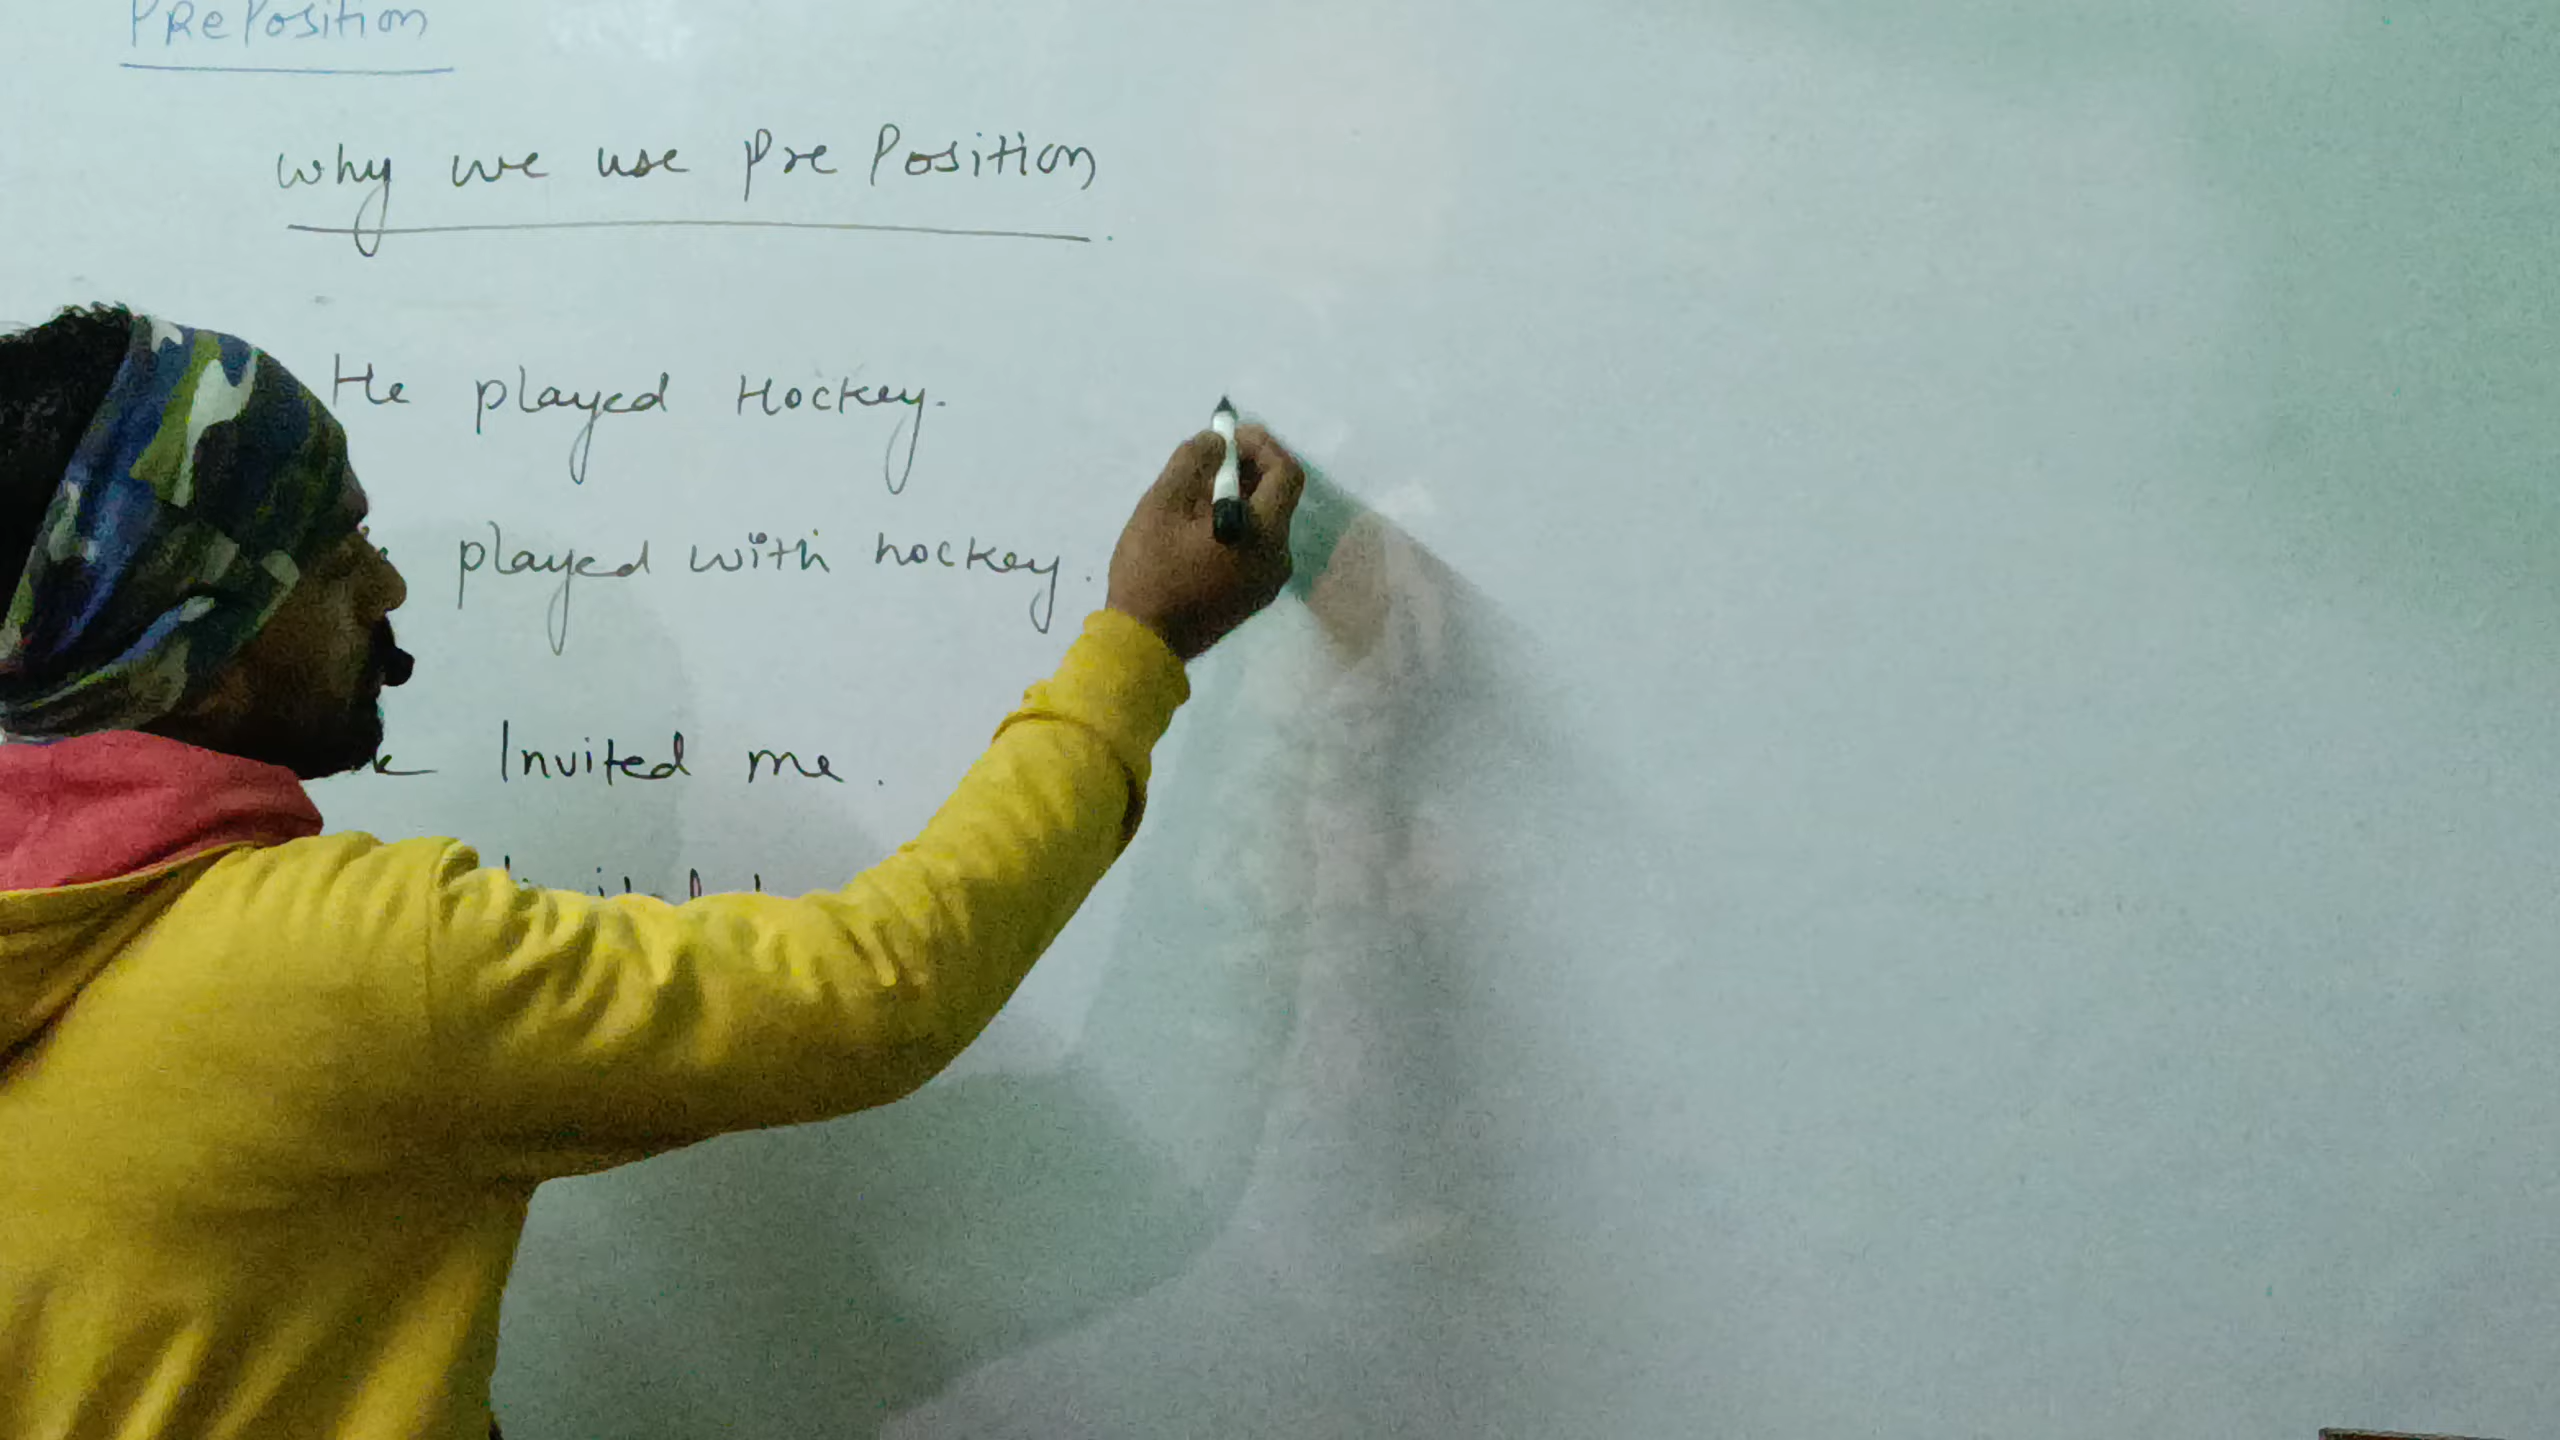 PRePosition
why we use Pre Position
He played Hockey.
played with hockey.
Invited me.